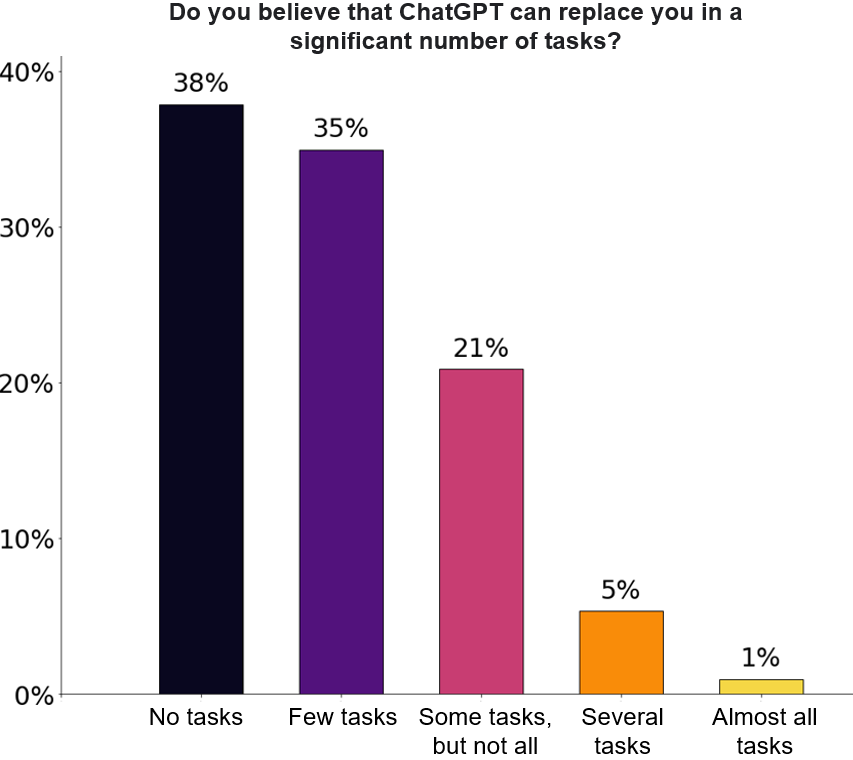 Do you believe that ChatGPT can replace you in a
significant number of tasks?
40%
38%
35%
30%
21%
20%
10%
5%
1%
0%
No tasks
Few tasks
Some tasks,
but not all
Several
tasks
Almost all
tasks